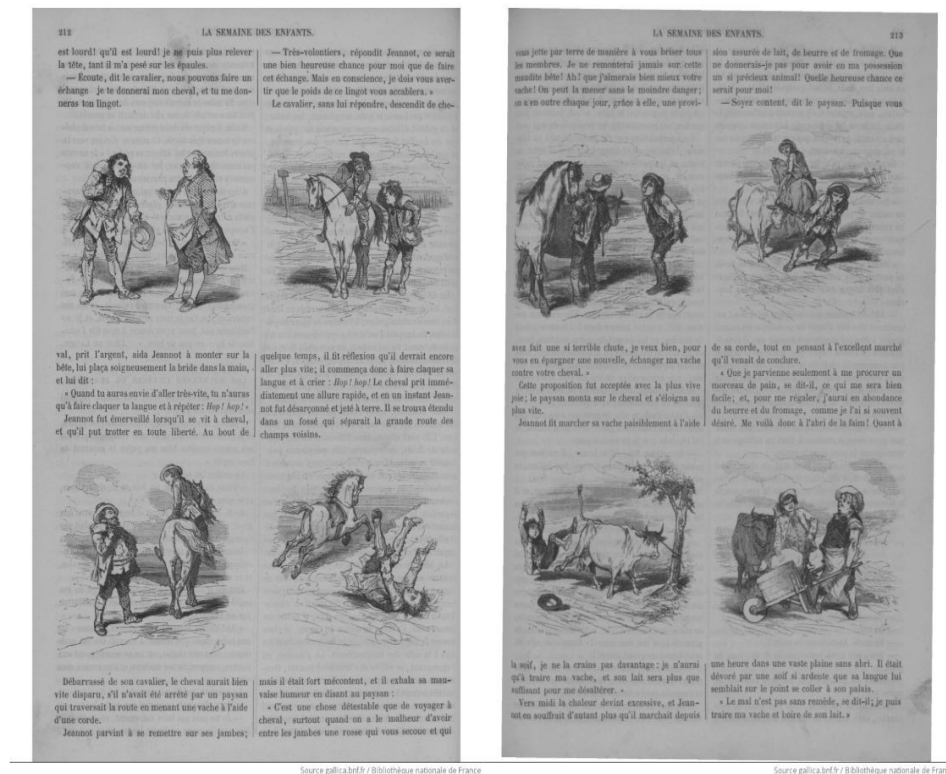 212
LA SEMAINE DES ENFANTS.
est lourd! qu'il est lourd! je ne puis plus relever
la tête, tant il m'a pesé sur les épaules.
— Écoute, dit le cavalier, nous pouvons faire un
échange je te donnerai mon cheval, et tu me don-
neras ton lingot.
— Très-volontiers, répondit Jeannot, ce serait
une bien heureuse chance pour moi que de faire
cet échange. Mais en conscience, je dois vous aver-
tir que le poids de ce lingot vous accablera. »
Le cavalier, sans lui répondre, descendit de che-
val, prit l'argent, aida Jeannot à monter sur la
bête, lui plaça soigneusement la bride dans la main,
et lui dit :
« Quand tu auras envie d'aller très-vite, tu n'auras
qu'à faire claquer ta langue et à répéter : Hop! hop! »
Jeannot fut émerveillé lorsqu'il se vit à cheval,
et qu'il put trotter en toute liberté. Au bout de
quelque temps, il fit réflexion qu'il devrait encore
aller plus vite; il commença donc à faire claquer sa
langue et à crier : Hop! hop! Le cheval prit immé-
diatement une allure rapide, et en un instant Jean-
not fut désarçonné et jeté à terre. Il se trouva étendu
dans un fossé qui séparait la grande route des
champs voisins.
Débarrassé de son cavalier, le cheval aurait bien
vite disparu, s'il n'avait été arrêté par un paysan
qui traversait la route en menant une vache à l'aide
d'une corde.
Jeannot parvint à se remettre sur ses jambes;
mais il était fort mécontent, et il exhala sa mau-
vaise humeur en disant au paysan :
« C'est une chose détestable que de voyager à
cheval, surtout quand on a le malheur d'avoir
entre les jambes une rosse qui vous secoue et qui
Source gallica.bnf.fr / Bibliothèque nationale de France
LA SEMAINE DES ENFANTS.
213
vous jette par terre de manière à vous briser tous
les membres. Je ne remonterai jamais sur cette
maudite bête! Ah! que j'aimerais bien mieux votre
vache! On peut la mener sans le moindre danger;
on a en outre chaque jour, grâce à elle, une provi-
sion assurée de lait, de beurre et de fromage. Que
ne donnerais-je pas pour avoir en ma possession
un si précieux animal! Quelle heureuse chance ce
serait pour moi!
— Soyez content, dit le paysan. Puisque vous
avez fait une si terrible chute, je veux bien, pour
vous en épargner une nouvelle, échanger ma vache
contre votre cheval. »
Cette proposition fut acceptée avec la plus vive
joie; le paysan monta sur le cheval et s'éloigna au
plus vite.
Jeannot fit marcher sa vache paisiblement à l'aide
de sa corde, tout en pensant à l'excellent marché
qu'il venait de conclure.
« Que je parvienne seulement à me procurer un
morceau de pain, se dit-il, ce qui me sera bien
facile; et, pour me régaler, j'aurai en abondance
du beurre et du fromage, comme je l'ai si souvent
désiré. Me voilà donc à l'abri de la faim! Quant à
la soif, je ne la crains pas davantage : je n'aurai
qu'à traire ma vache, et son lait sera plus que
suffisant pour me désaltérer. »
Vers midi la chaleur devint excessive, et Jean-
not en souffrait d'autant plus qu'il marchait depuis
une heure dans une vaste plaine sans abri. Il était
dévoré par une soif si ardente que sa langue lui
semblait sur le point se coller à son palais.
« Le mal n'est pas sans remède, se dit-il; je puis
traire ma vache et boire de son lait. »
Source gallica.bnf.fr / Bibliothèque nationale de Fran